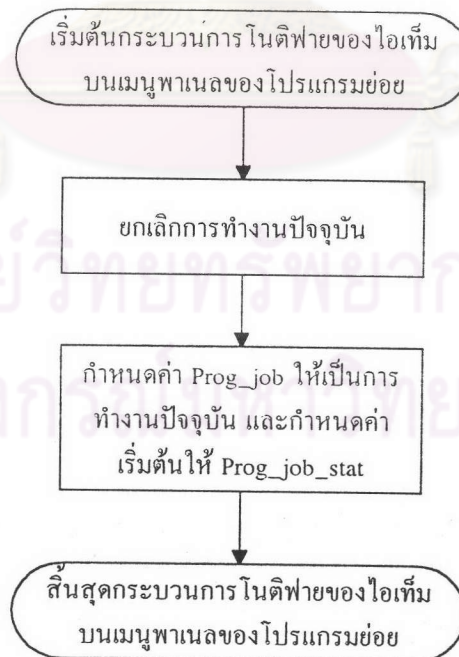 เริ่มต้นกระบวนการโนติฟายของไอเท็ม
บนเมนูพาเนลของโปรแกรมย่อย
ยกเลิกการทำงานปัจจุบัน
กำหนดค่า Prog_job ให้เป็นการ
ทำงานปัจจุบัน และกำหนดค่า
เริ่มต้นให้ Prog_job_stat
สิ้นสุดกระบวนการโนติฟายของไอเท็ม
บนเมนูพาเนลของโปรแกรมย่อย